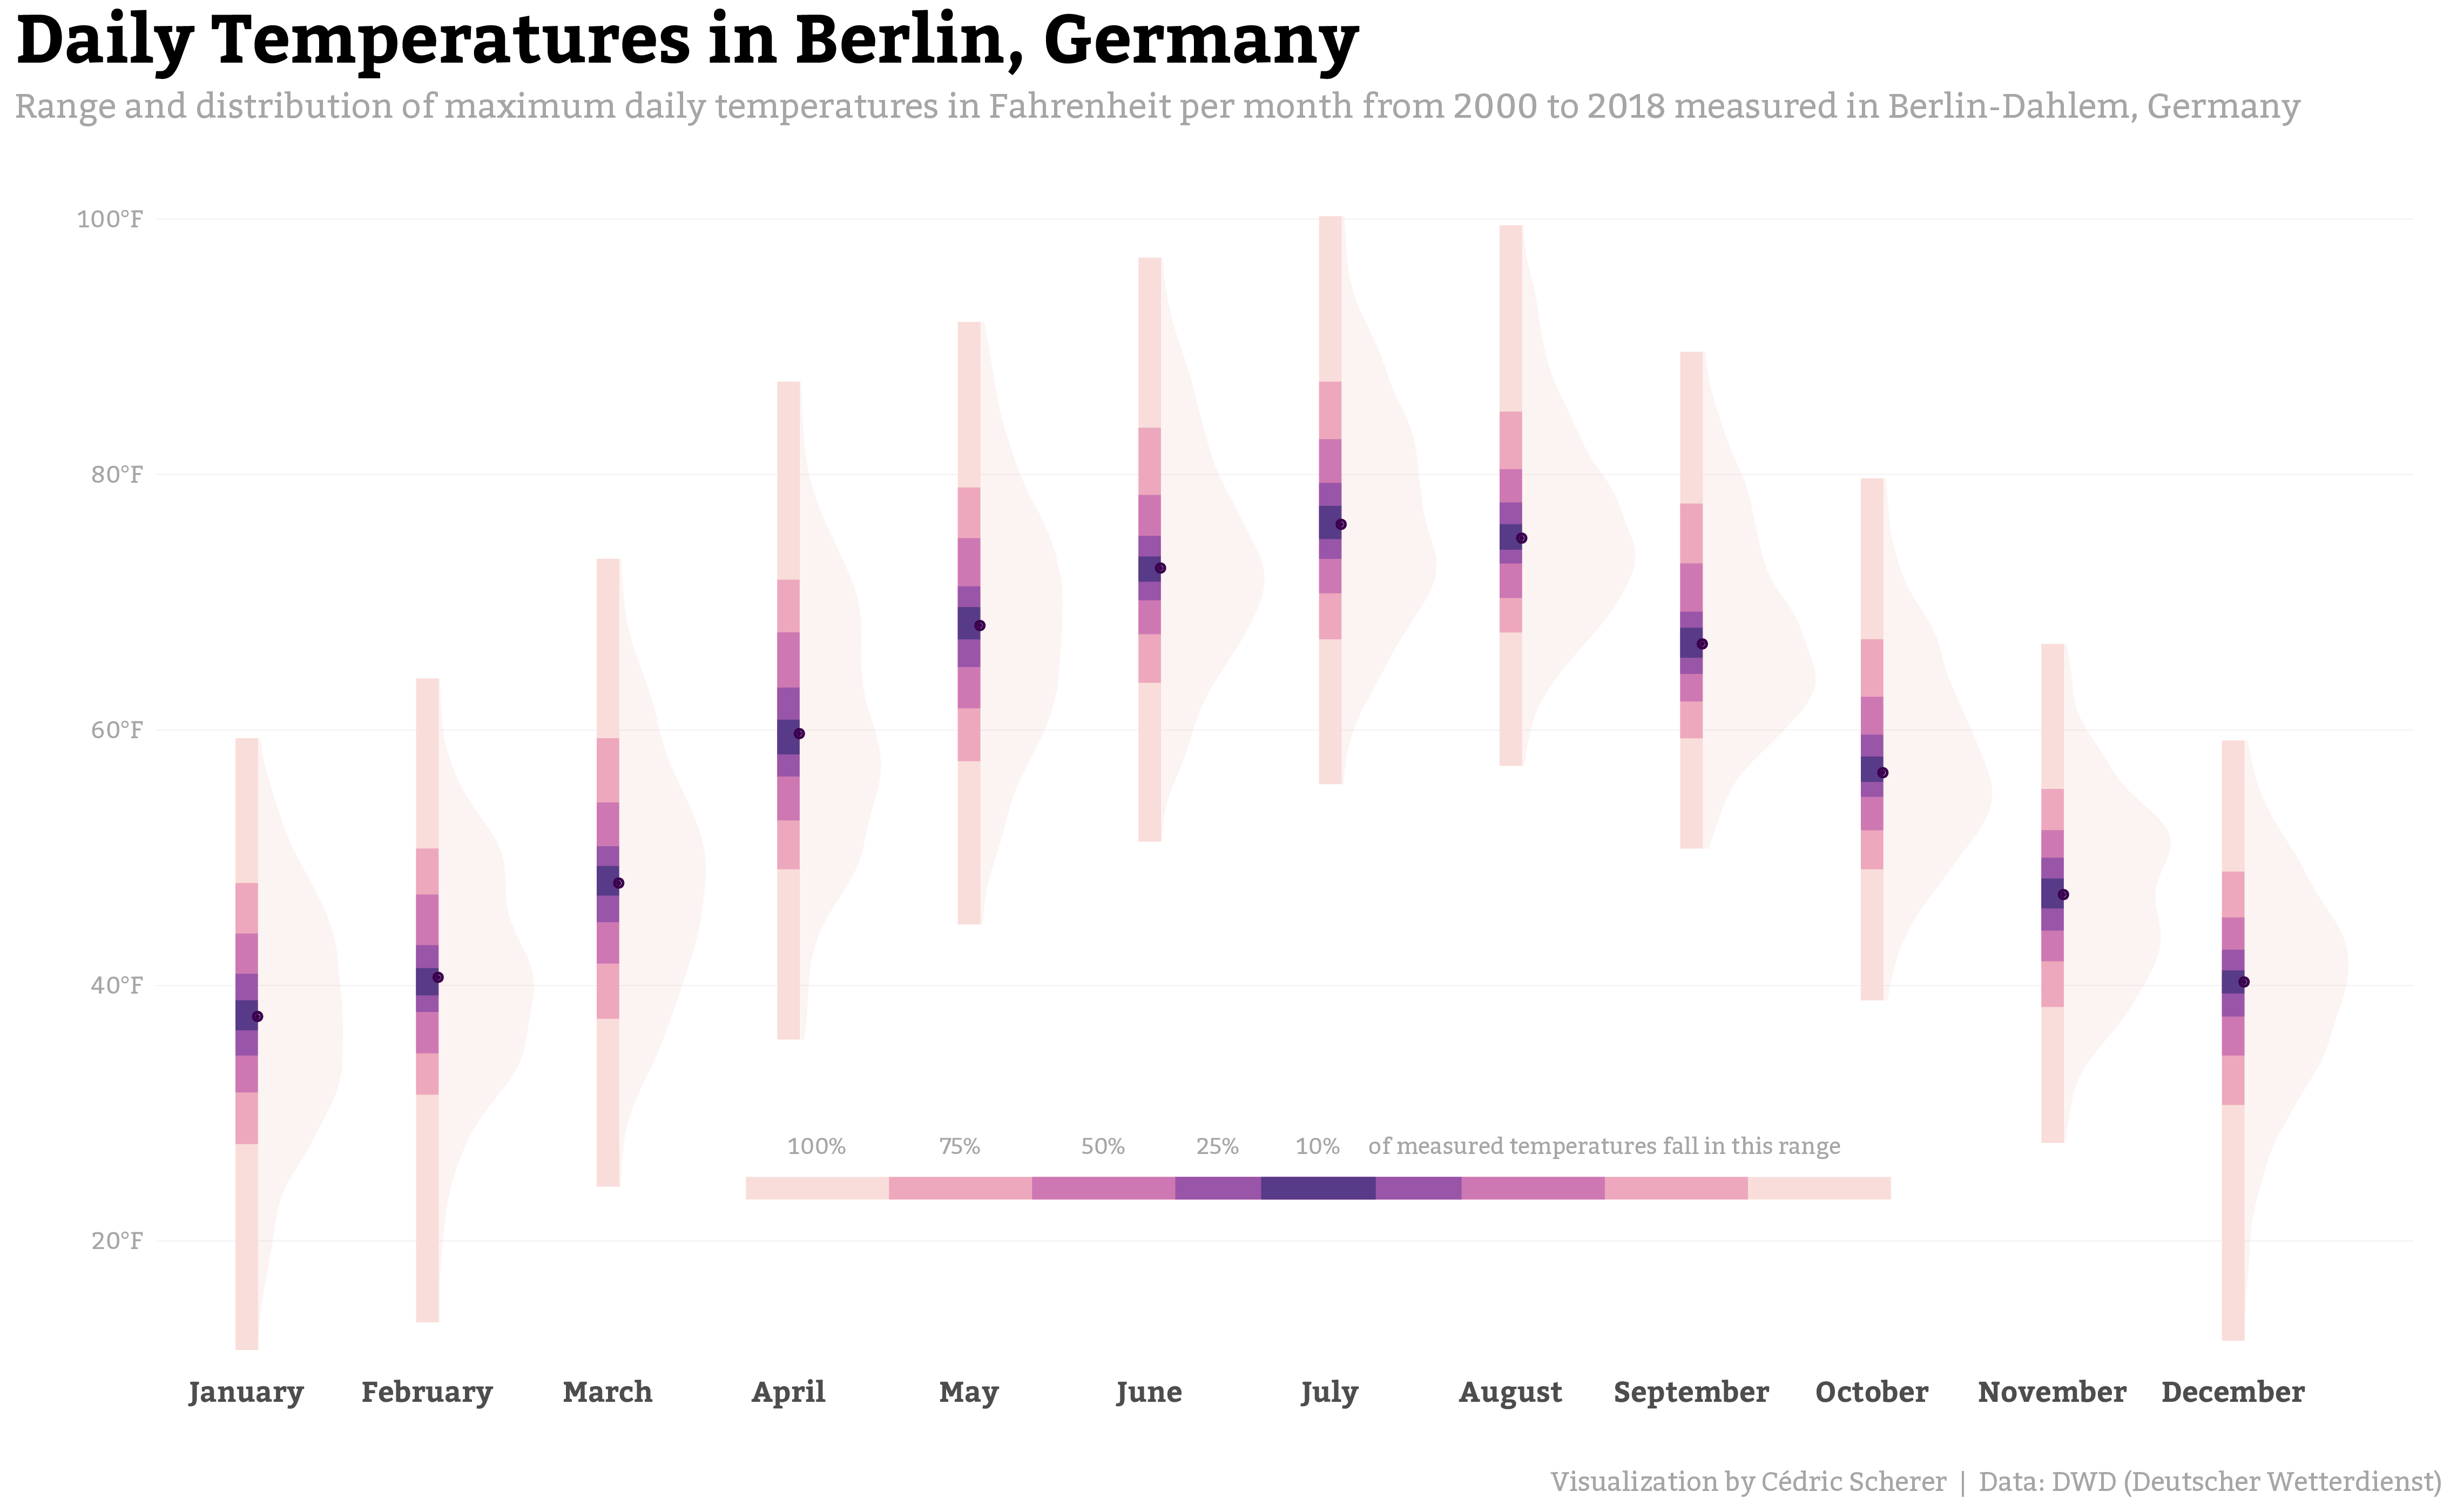 Daily Temperatures in Berlin, Germany
Range and distribution of maximum daily temperatures in Fahrenheit per month from 2000 to 2018 measured in Berlin-Dahlem, Germany
100°F
80°F
60°F
40°F
20°F
100% 75% 50% 25% 10% of measured temperatures fall in this range
January February March April May June July August September October November December
Visualization by Cédric Scherer | Data: DWD (Deutscher Wetterdienst)